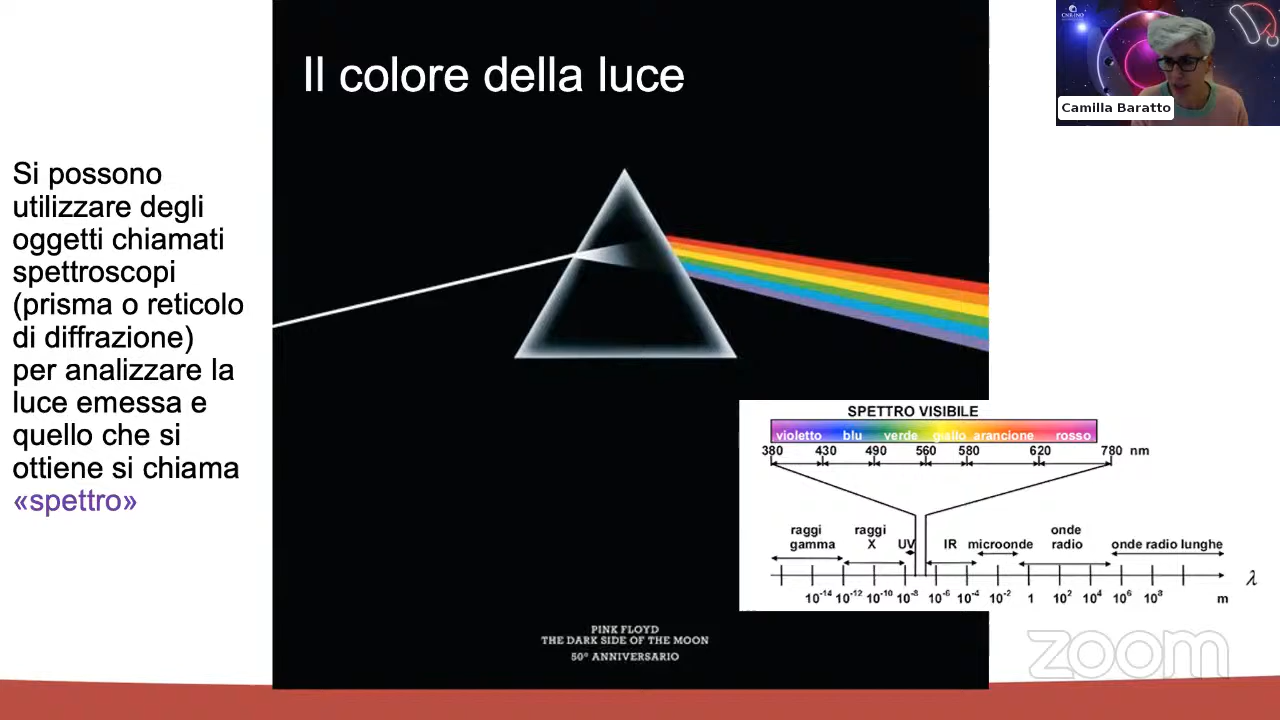 Il colore della luce
CNR-INO
Camilla Baratto
Si possono
utilizzare degli
oggetti chiamati
spettroscopi
(prisma o reticolo
di diffrazione)
per analizzare la
luce emessa e
quello che si
ottiene si chiama
«spettro»
SPETTRO VISIBILE
violetto blu verde giallo arancione rosso
380 430 490 560 580 620 780 nm
raggi gamma raggi X UV IR microonde onde radio onde radio lunghe
λ
10⁻¹⁴ 10⁻¹² 10⁻¹⁰ 10⁻⁸ 10⁻⁶ 10⁻⁴ 10⁻² 1 10² 10⁴ 10⁶ 10³ m
PINK FLOYD
THE DARK SIDE OF THE MOON
50º ANNIVERSARIO
zoom